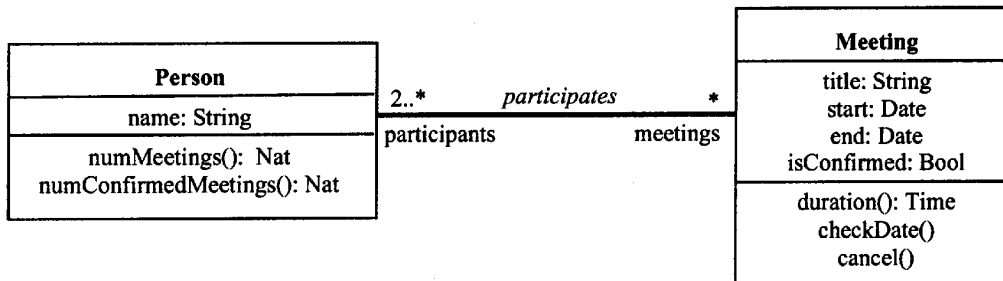 Person
name: String
numMeetings(): Nat
numConfirmedMeetings(): Nat
2..* participates *
participants meetings
Meeting
title: String
start: Date
end: Date
isConfirmed: Bool
duration(): Time
checkDate()
cancel()